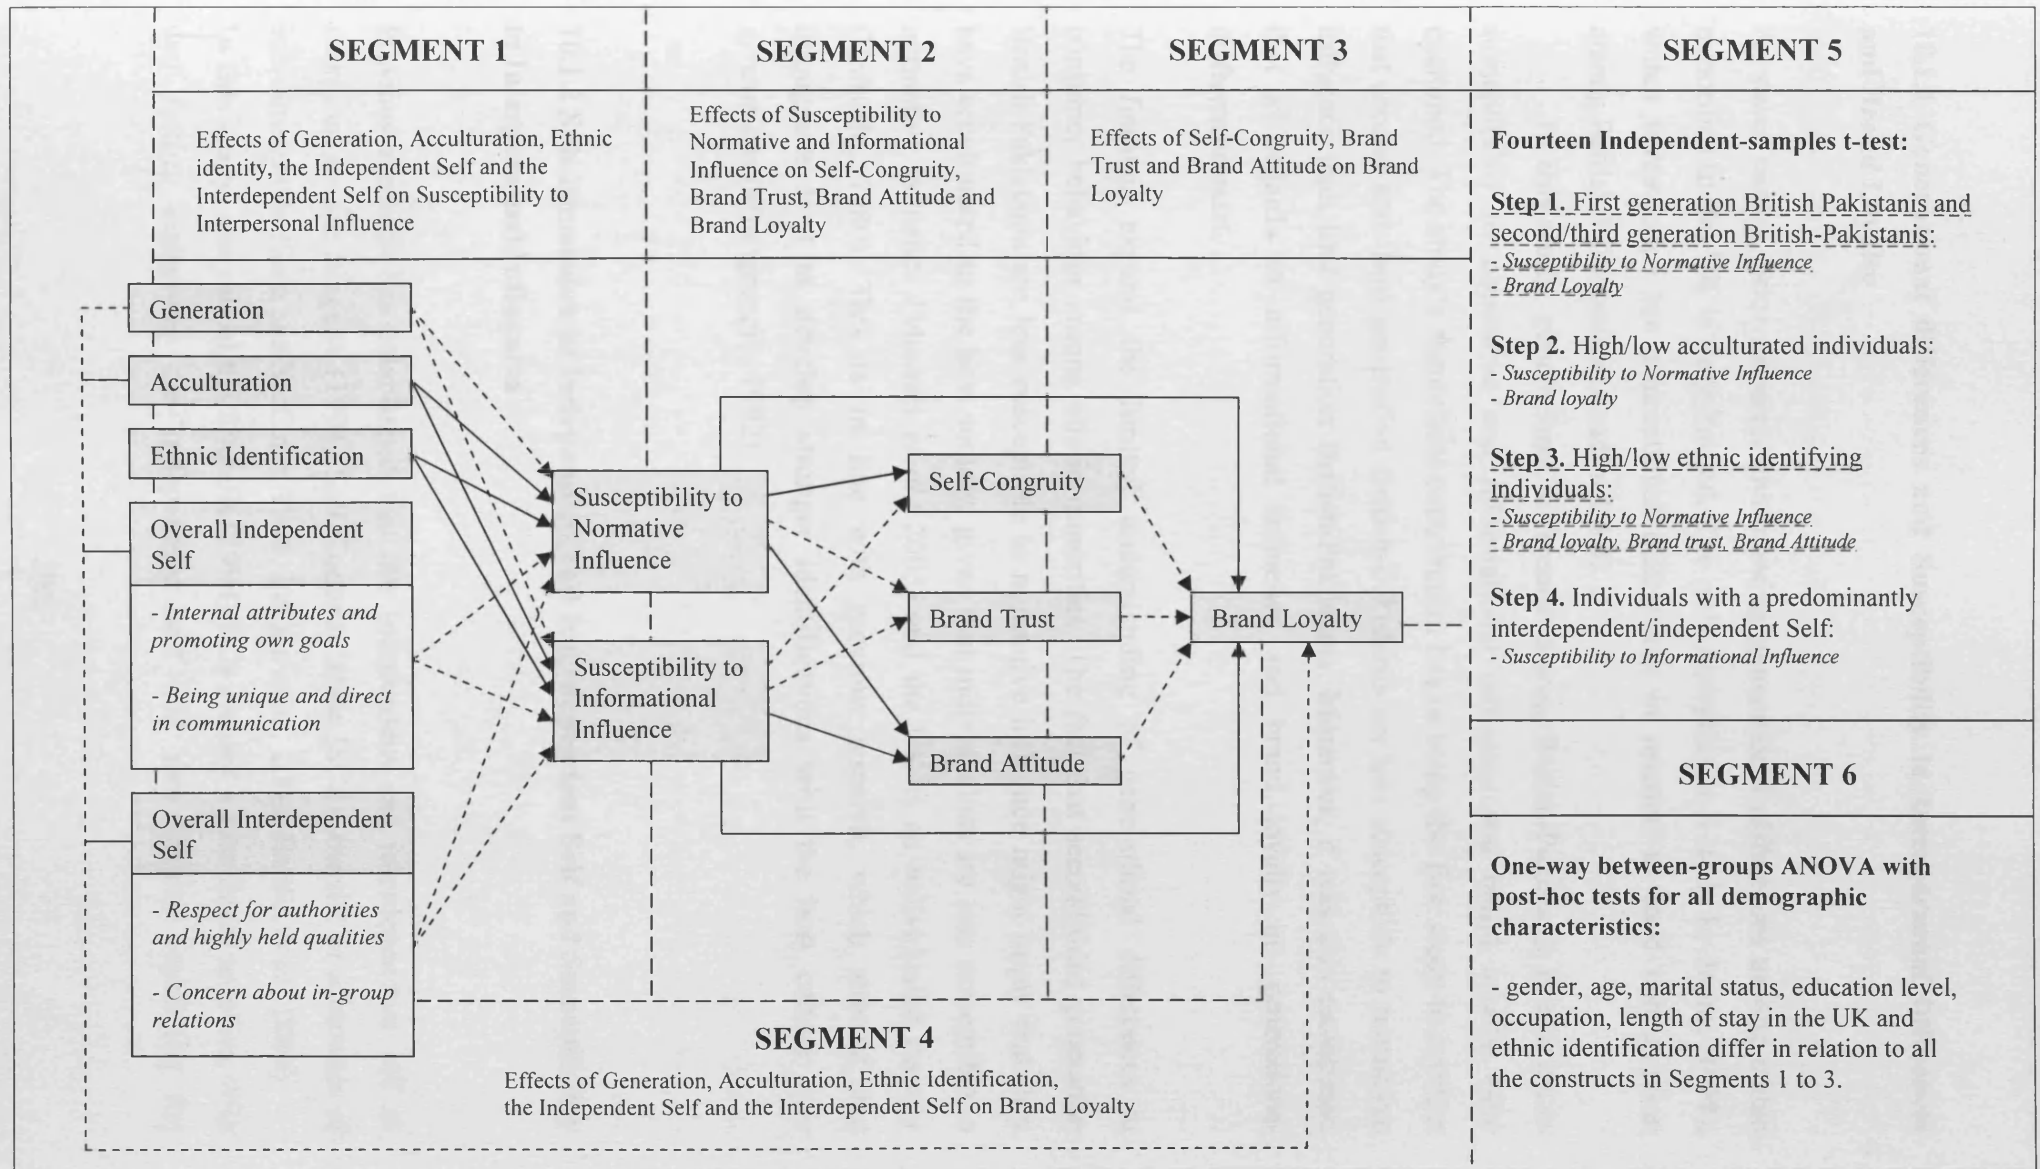 SEGMENT 1
Effects of Generation, Acculturation, Ethnic
identity, the Independent Self and the
Interdependent Self on Susceptibility to
Interpersonal Influence
SEGMENT 2
Effects of Susceptibility to
Normative and Informational
Influence on Self-Congruity,
Brand Trust, Brand Attitude and
Brand Loyalty
SEGMENT 3
Effects of Self-Congruity, Brand
Trust and Brand Attitude on Brand
Loyalty
Generation
Acculturation
Ethnic Identification
Overall Independent
Self
- Internal attributes and
promoting own goals
- Being unique and direct
in communication
Overall Interdependent
Self
- Respect for authorities
and highly held qualities
- Concern about in-group
relations
Susceptibility to
Normative
Influence
Susceptibility to
Informational
Influence
Self-Congruity
Brand Trust
Brand Attitude
Brand Loyalty
SEGMENT 4
Effects of Generation, Acculturation, Ethnic Identification,
the Independent Self and the Interdependent Self on Brand Loyalty
SEGMENT 5
Fourteen Independent-samples t-test:
Step 1. First generation British Pakistanis and
second/third generation British-Pakistanis:
- Susceptibility to Normative Influence
- Brand Loyalty
Step 2. High/low acculturated individuals:
- Susceptibility to Normative Influence
- Brand loyalty
Step 3. High/low ethnic identifying
individuals:
- Susceptibility to Normative Influence
- Brand loyalty, Brand trust, Brand Attitude
Step 4. Individuals with a predominantly
interdependent/independent Self:
- Susceptibility to Informational Influence
SEGMENT 6
One-way between-groups ANOVA with
post-hoc tests for all demographic
characteristics:
- gender, age, marital status, education level,
occupation, length of stay in the UK and
ethnic identification differ in relation to all
the constructs in Segments 1 to 3.